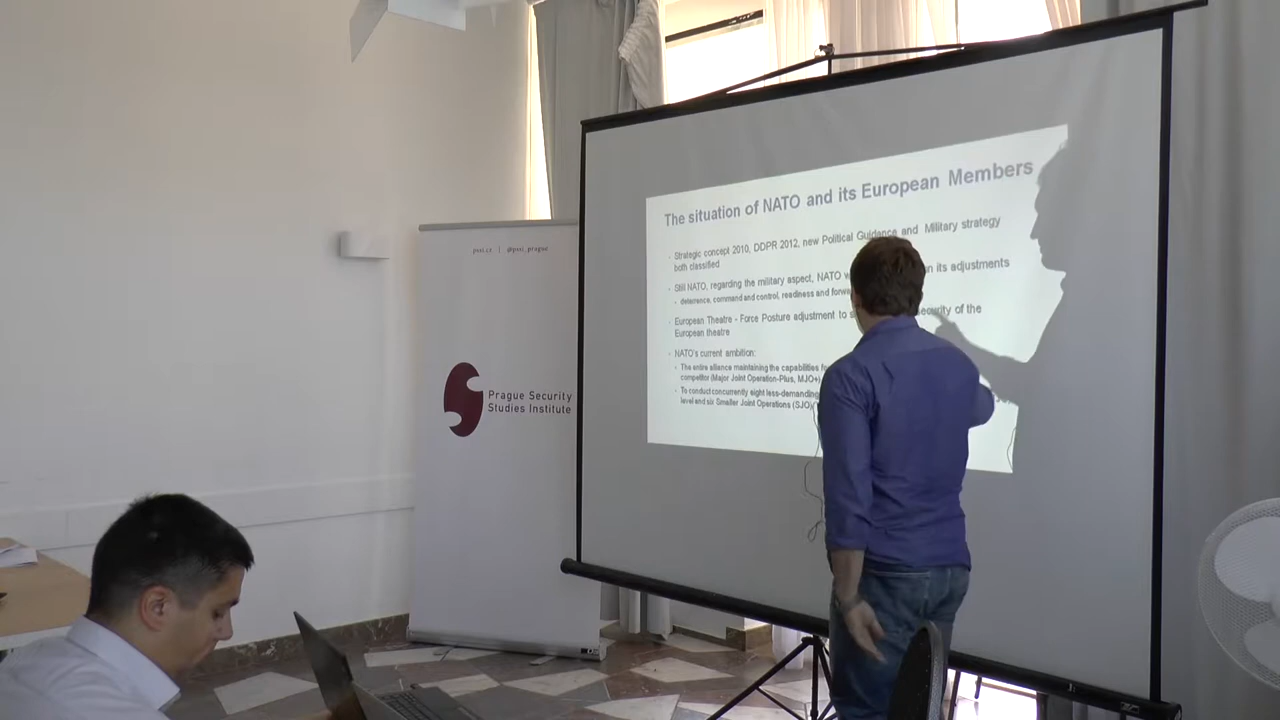 pssi.cz | @pssi_prague
Prague Security
Studies Institute
The situation of NATO and its European Members
Strategic concept 2010, DDPR 2012, new Political Guidance and Military strategy
both classified
Still NATO, regarding the military aspect, NATO its adjustments
deterrence, command and control, readiness and
European Theatre - Force Posture adjustment to security of the
European theatre
NATO's current ambition:
The entire alliance maintaining the capabilities
competitor (Major Joint Operation-Plus, MJO+)
To conduct concurrently eight less-demanding
level and six Smaller Joint Operations (SJO)